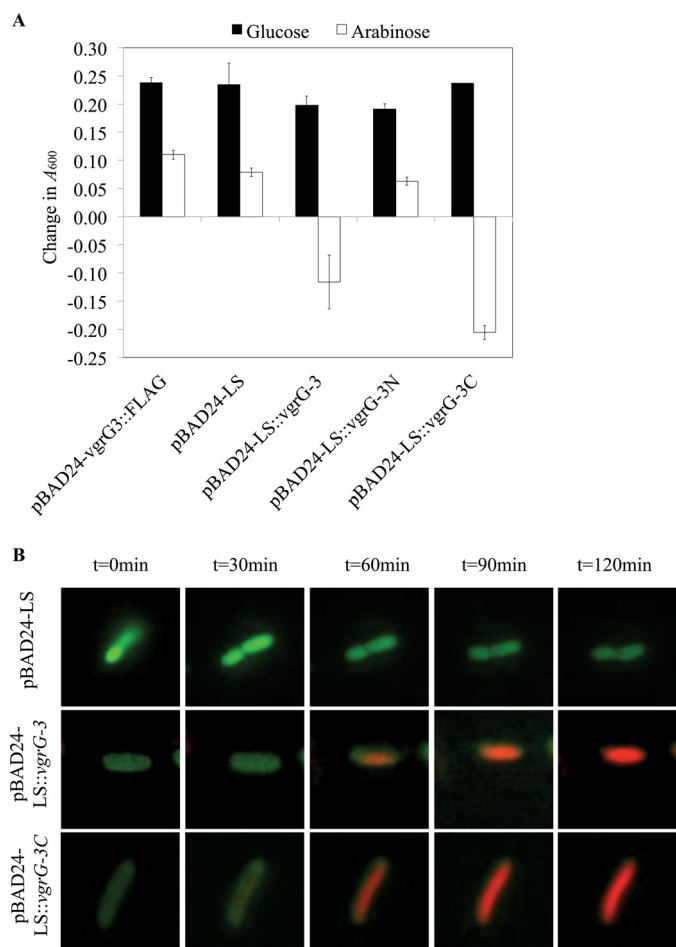 A
Glucose Arabinose
0.30
0.25
0.20
0.15
0.10
0.05
0.00
-0.05
-0.10
-0.15
-0.20
-0.25
Change in A600
pBAD24-vgrG3::FLAG
pBAD24-LS
pBAD24-LS::vgrG-3
pBAD24-LS::vgrG-3N
pBAD24-LS::vgrG-3C
B
t=0min t=30min t=60min t=90min t=120min
pBAD24-LS
pBAD24-
LS::vgrG-3
pBAD24-
LS::vgrG-3C